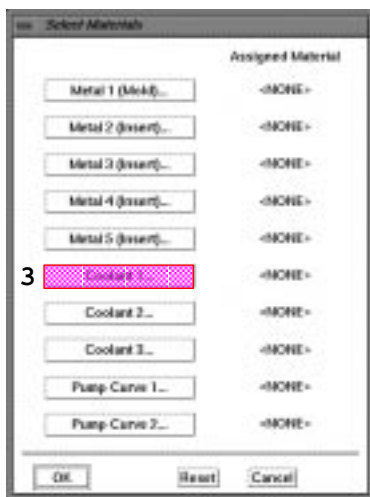 Select Materials
Assigned Material
Metal 1 (Mold)... <NONE>
Metal 2 (Insert)... <NONE>
Metal 3 (Insert)... <NONE>
Metal 4 (Insert)... <NONE>
Metal 5 (Insert)... <NONE>
3 Coolant 1... <NONE>
Coolant 2... <NONE>
Coolant 3... <NONE>
Pump Curve 1... <NONE>
Pump Curve 2... <NONE>
OK Reset Cancel